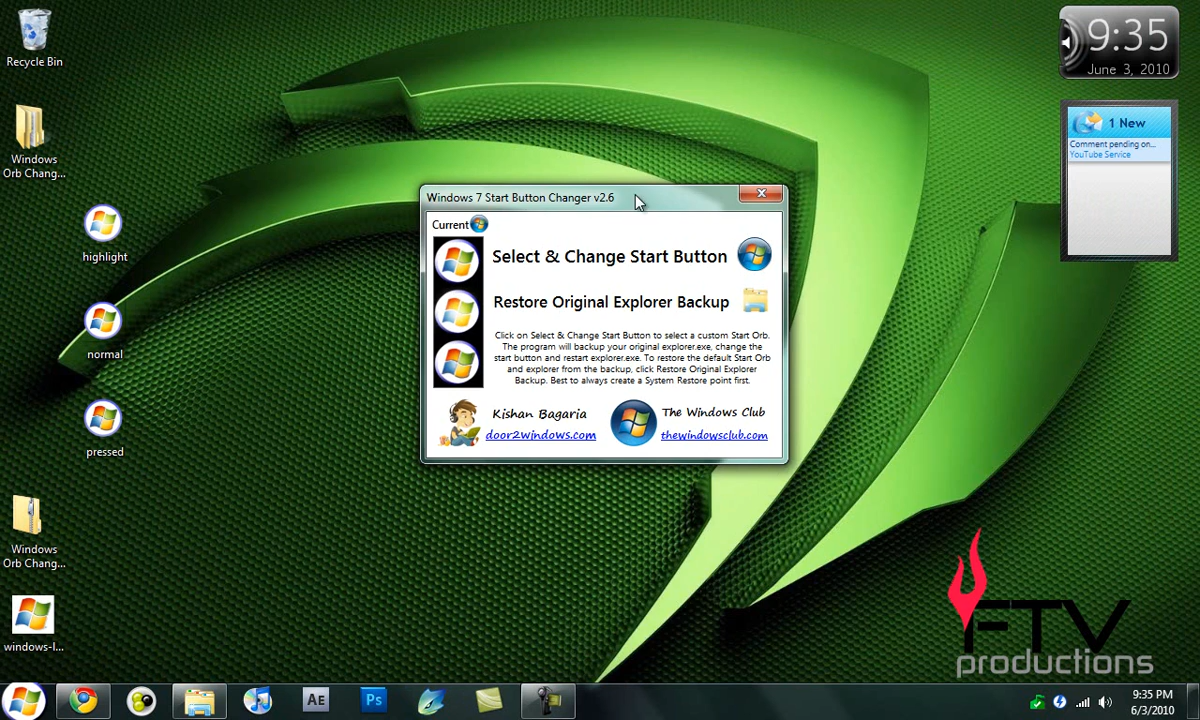 Recycle Bin
Windows
Orb Chang...
highlight
normal
pressed
Windows
Orb Chang...
windows-l...
Windows 7 Start Button Changer v2.6
Current
Select & Change Start Button
Restore Original Explorer Backup
Click on Select & Change Start Button to select a custom Start Orb.
The program will backup your original explorer.exe, change the
start button and restart explorer.exe. To restore the default Start Orb
and explorer from the backup, click Restore Original Explorer
Backup. Best to always create a System Restore point first.
Kishan Bagaria
door2windows.com
The Windows Club
thewindowsclub.com
9:35
June 3, 2010
1 New
Comment pending on...
YouTube Service
FTV
productions
Ae
Ps
9:35 PM
6/3/2010